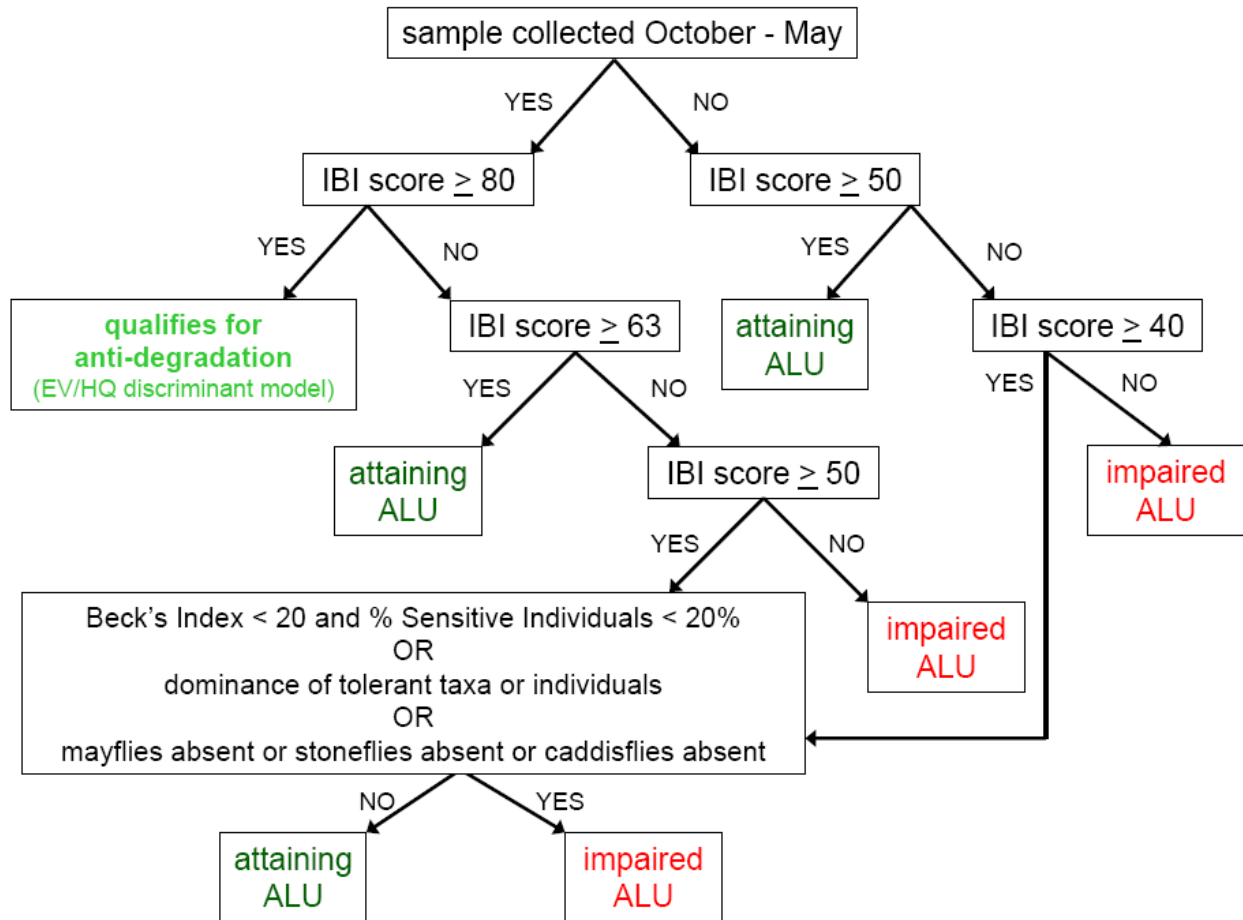 sample collected October - May
YES
NO
IBI score ≥ 80
IBI score ≥ 50
YES
NO
YES
NO
qualifies for
anti-degradation
(EV/HQ discriminant model)
IBI score ≥ 63
attaining
ALU
IBI score ≥ 40
YES
NO
YES
NO
attaining
ALU
IBI score ≥ 50
impaired
ALU
YES
NO
Beck's Index < 20 and % Sensitive Individuals < 20%
OR
dominance of tolerant taxa or individuals
OR
mayflies absent or stoneflies absent or caddisflies absent
impaired
ALU
NO
YES
attaining
ALU
impaired
ALU